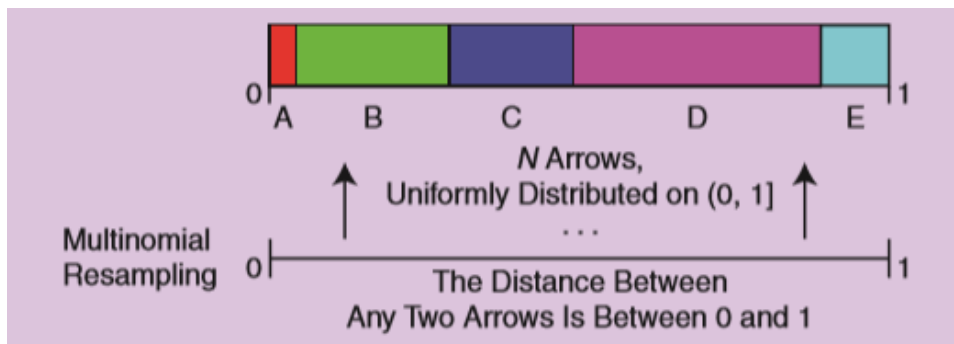 0 1
A B C D E
N Arrows,
Uniformly Distributed on (0, 1]
...
Multinomial
Resampling
0 1
The Distance Between
Any Two Arrows Is Between 0 and 1